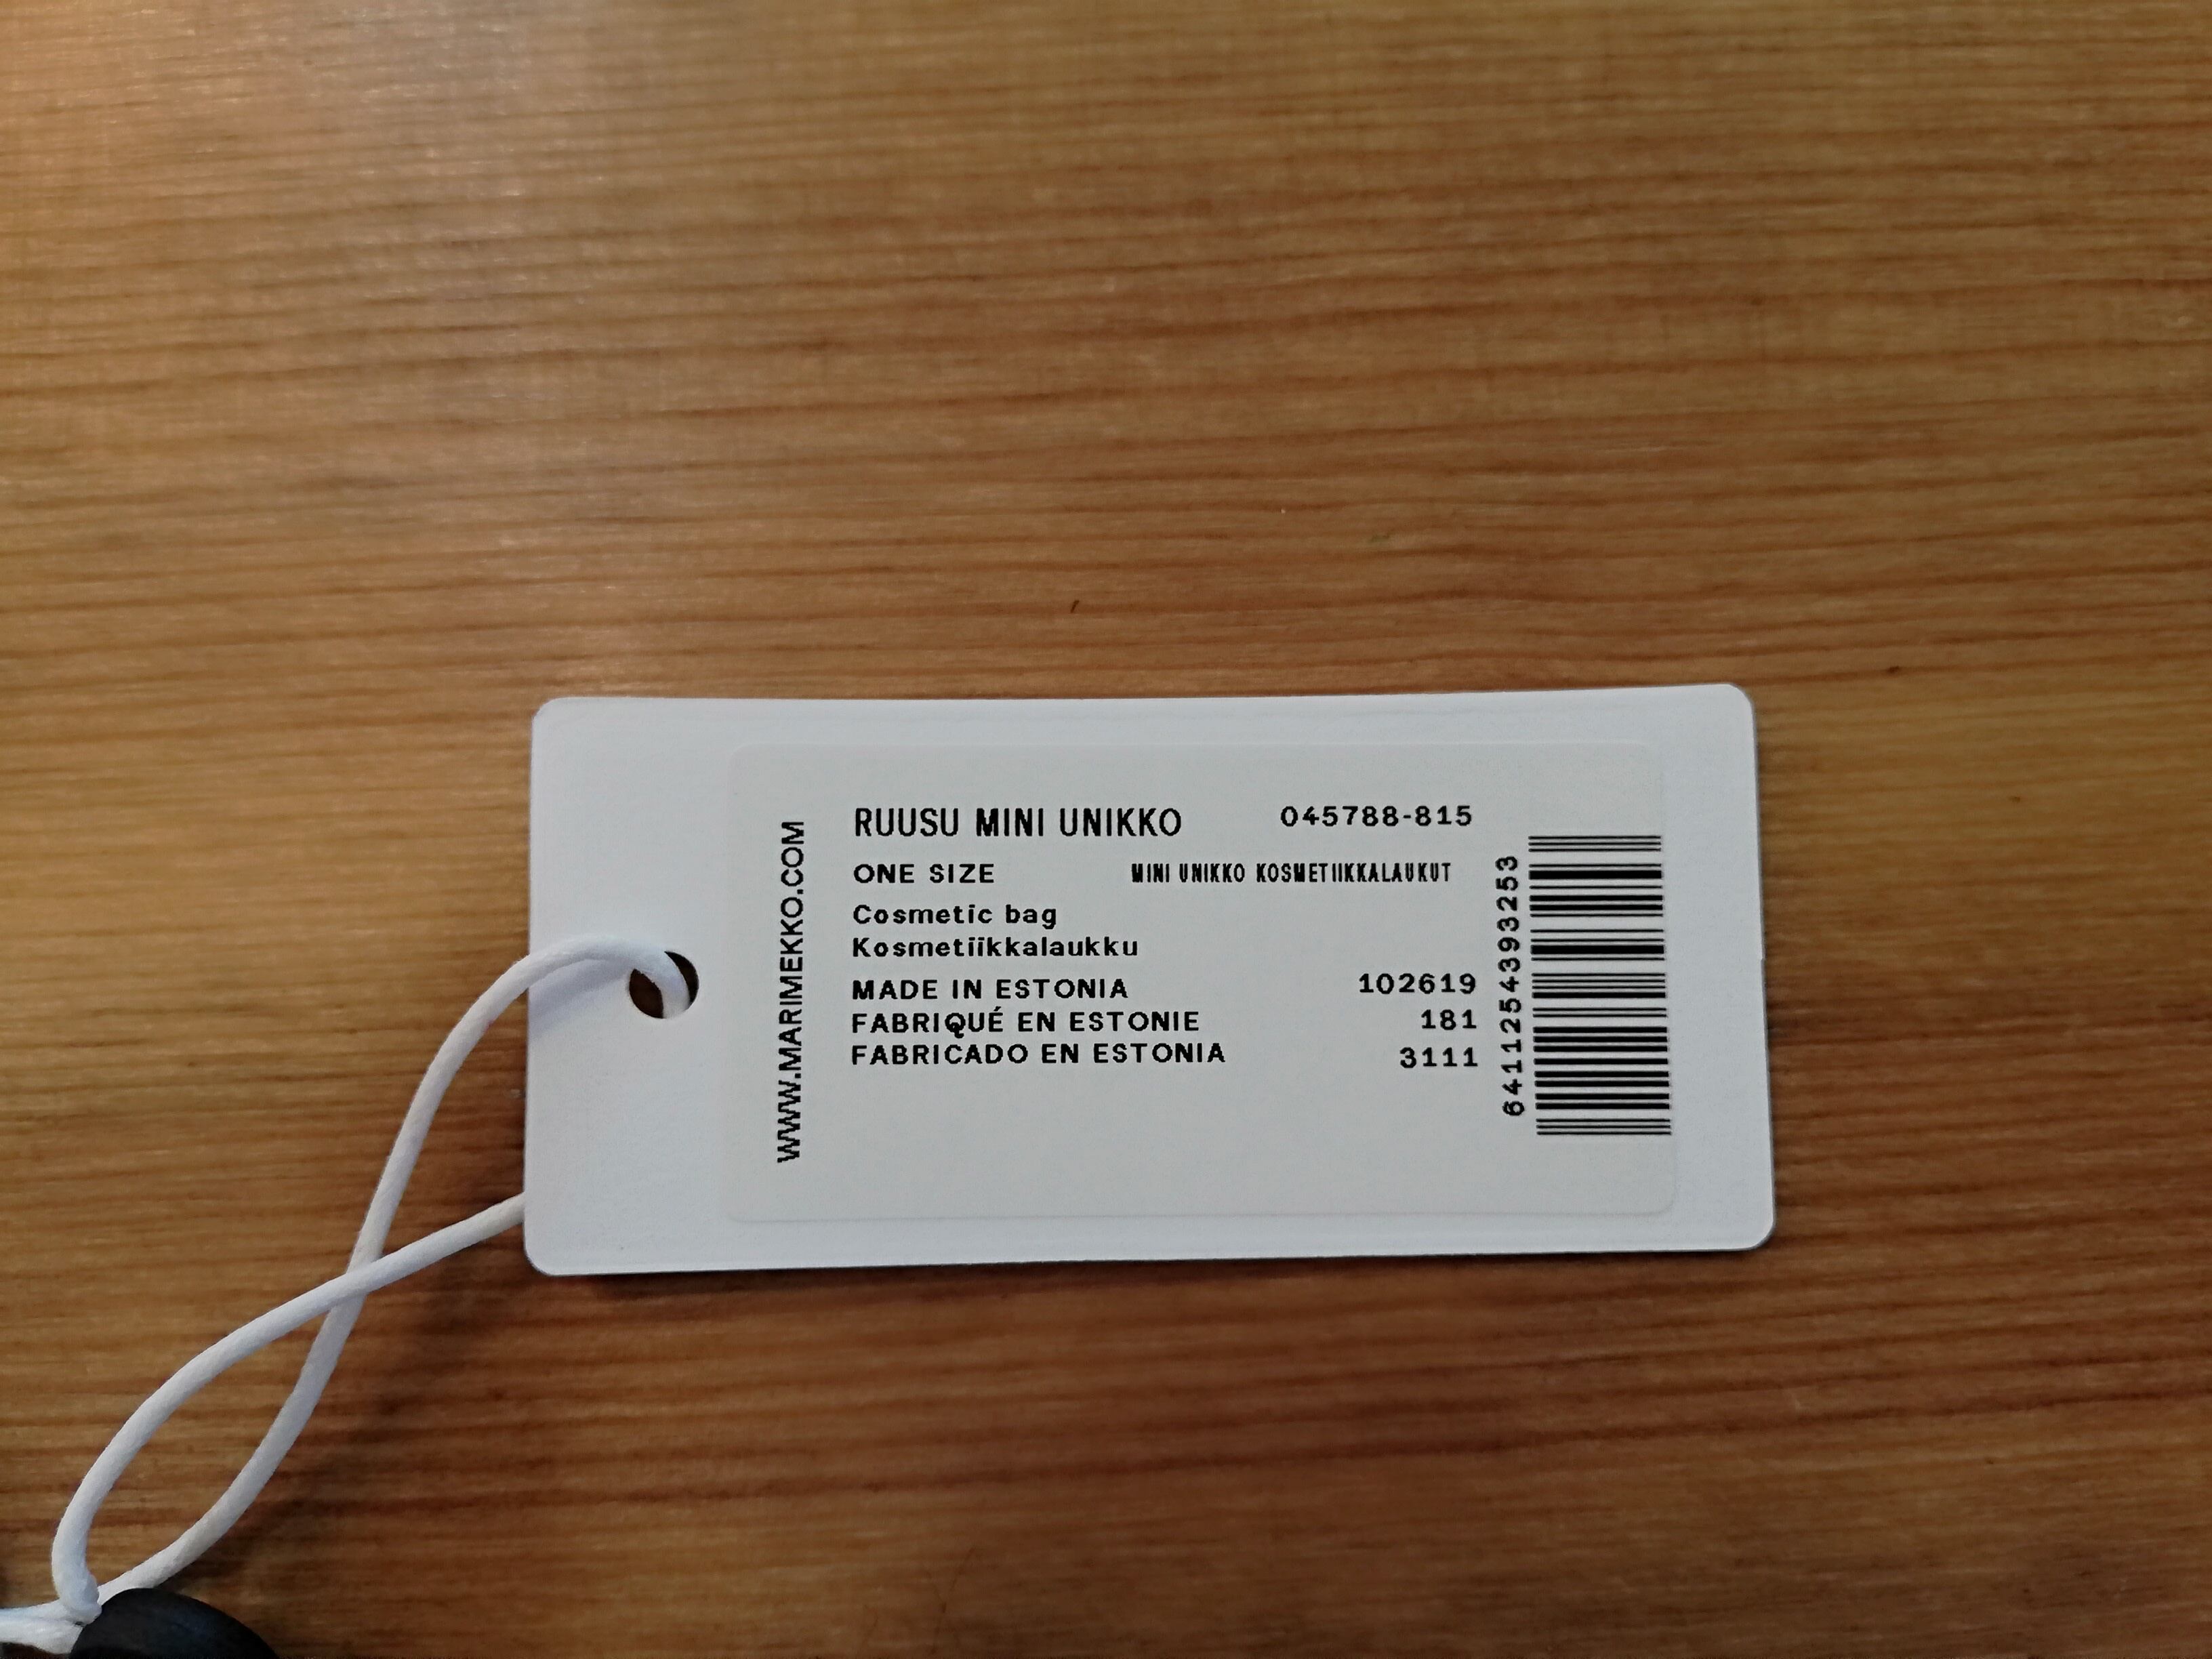 WWW.MARIMEKKO.COM
RUUSU MINI UNIKKO 045788-815
ONE SIZE MINI UNIKKO KOSMETIIKKALAUKUT
Cosmetic bag
Kosmetiikkalaukku
MADE IN ESTONIA 102619
FABRIQUÉ EN ESTONIE 181
FABRICADO EN ESTONIA 3111
6411254393253